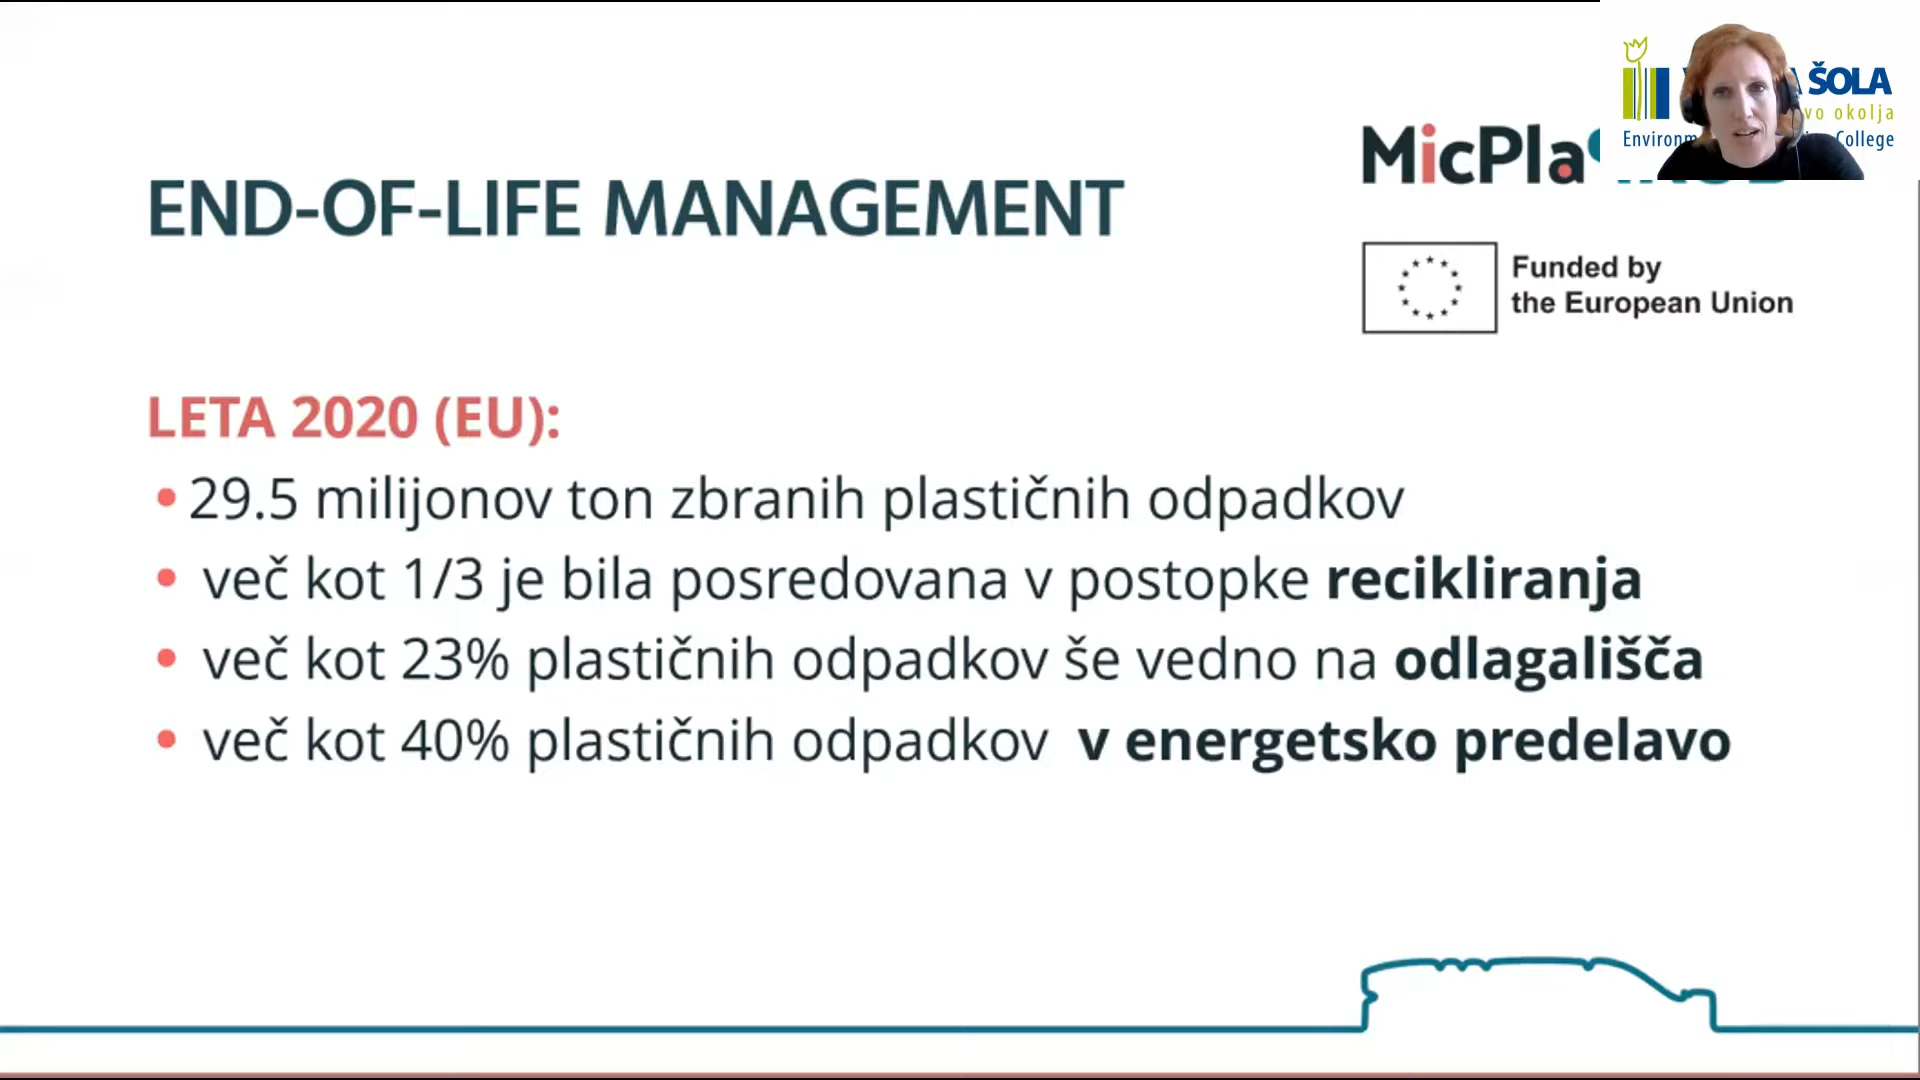 ŠOLA
vo okolja
Environm
College
MicPla
END-OF-LIFE MANAGEMENT
Funded by
the European Union
LETA 2020 (EU):
• 29.5 milijonov ton zbranih plastičnih odpadkov
• več kot 1/3 je bila posredovana v postopke recikliranja
• več kot 23% plastičnih odpadkov še vedno na odlagališča
• več kot 40% plastičnih odpadkov v energetsko predelavo